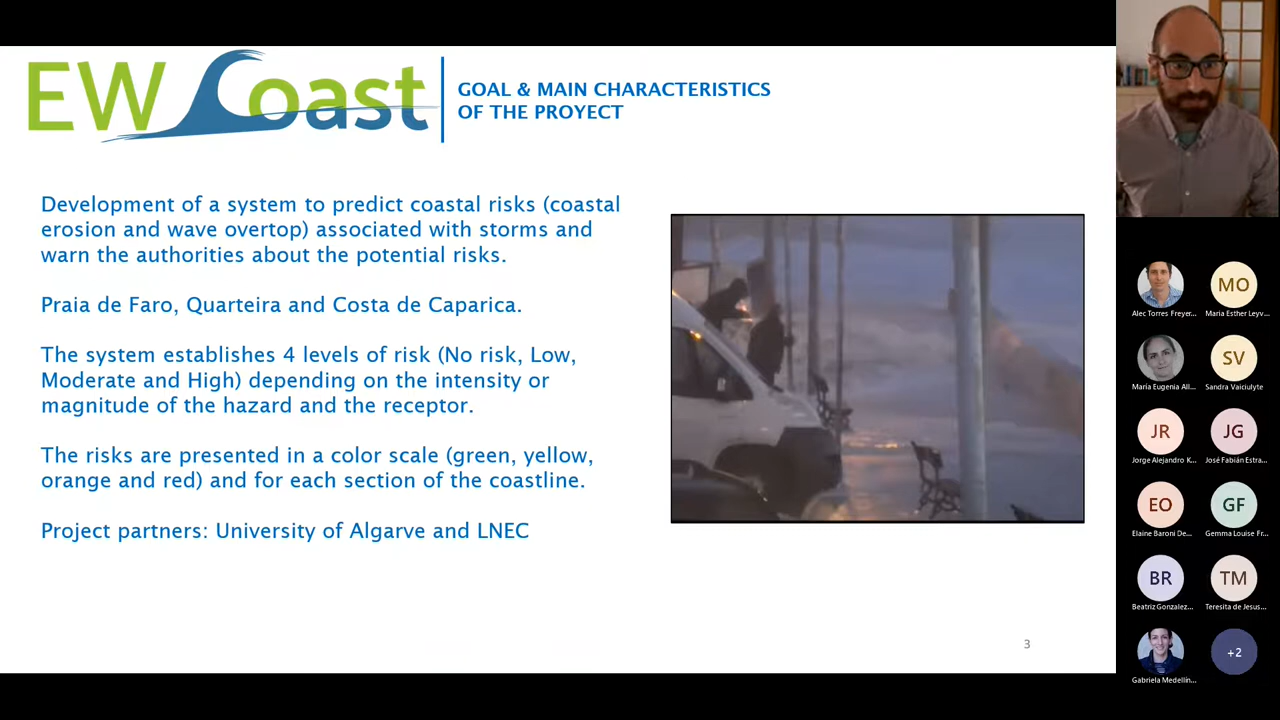 EW Coast
GOAL & MAIN CHARACTERISTICS
OF THE PROYECT
Development of a system to predict coastal risks (coastal
erosion and wave overtop) associated with storms and
warn the authorities about the potential risks.
Praia de Faro, Quarteira and Costa de Caparica.
The system establishes 4 levels of risk (No risk, Low,
Moderate and High) depending on the intensity or
magnitude of the hazard and the receptor.
The risks are presented in a color scale (green, yellow,
orange and red) and for each section of the coastline.
Project partners: University of Algarve and LNEC
3
Alec Torres Freyer...
MO
Maria Esther Leyv...
María Eugenia All...
SV
Sandra Vaiciulyte
JR
Jorge Alejandro K...
JG
José Fabián Estra...
EO
Elaine Baroni De...
GF
Gemma Louise Fr...
BR
Beatriz Gonzalez...
TM
Teresita de Jesus...
Gabriela Medellín...
+2